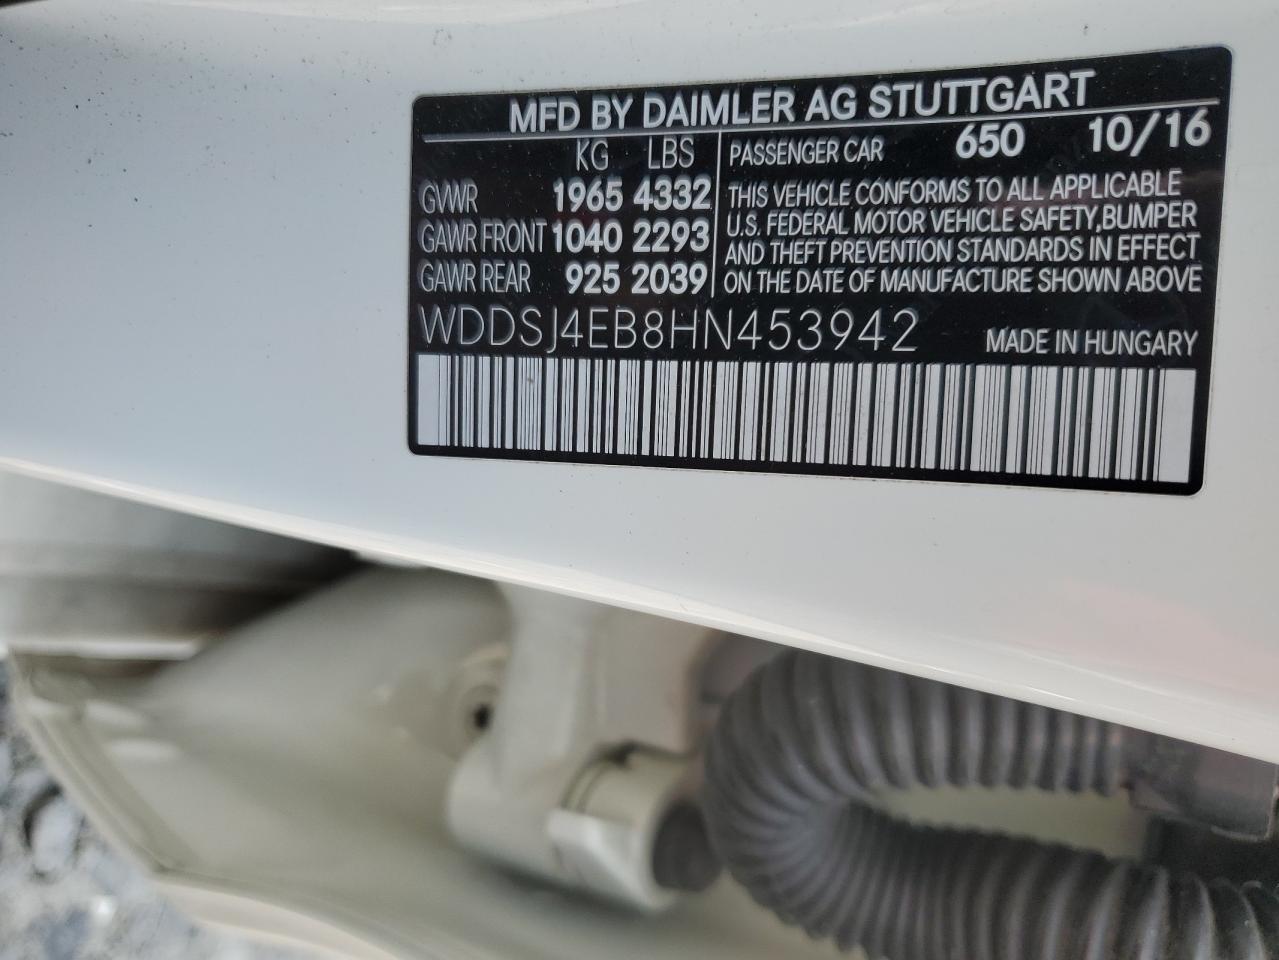 MFD BY DAIMLER AG STUTTGART
KG LBS
GVWR 1965 4332
GAWR FRONT 1040 2293
GAWR REAR 925 2039
PASSENGER CAR 650 10/16
THIS VEHICLE CONFORMS TO ALL APPLICABLE
U.S. FEDERAL MOTOR VEHICLE SAFETY,BUMPER
AND THEFT PREVENTION STANDARDS IN EFFECT
ON THE DATE OF MANUFACTURE SHOWN ABOVE
WDDSJ4EB8HN453942 MADE IN HUNGARY